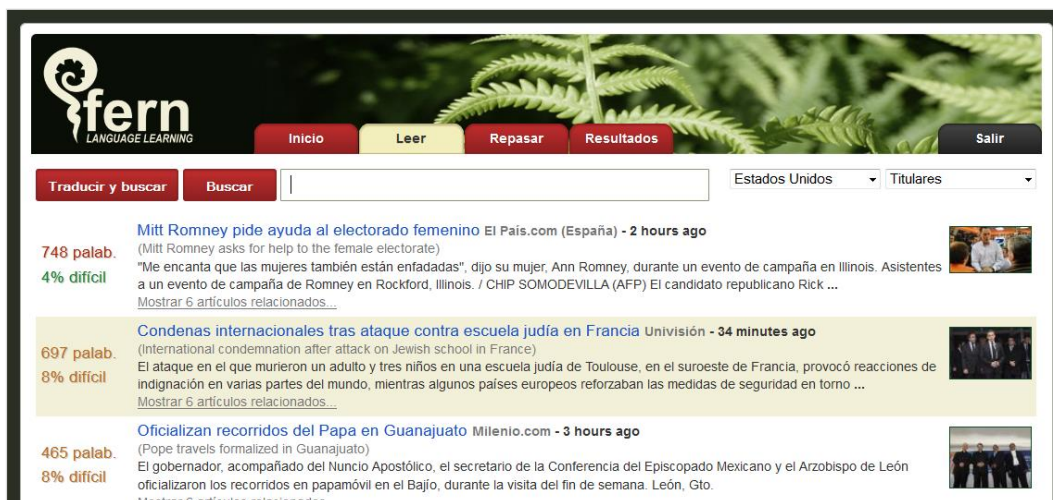 fern
LANGUAGE LEARNING
Inicio
Leer
Repasar
Resultados
Salir
Traducir y buscar
Buscar
Estados Unidos
Titulares
748 palab.
4% difícil
Mitt Romney pide ayuda al electorado femenino El País.com (España) - 2 hours ago
(Mitt Romney asks for help to the female electorate)
"Me encanta que las mujeres también están enfadadas", dijo su mujer, Ann Romney, durante un evento de campaña en Illinois. Asistentes
a un evento de campaña de Romney en Rockford, Illinois. / CHIP SOMODEVILLA (AFP) El candidato republicano Rick ...
Mostrar 6 artículos relacionados...
697 palab.
8% difícil
Condenas internacionales tras ataque contra escuela judía en Francia Univisión - 34 minutes ago
(International condemnation after attack on Jewish school in France)
El ataque en el que murieron un adulto y tres niños en una escuela judía de Toulouse, en el suroeste de Francia, provocó reacciones de
indignación en varias partes del mundo, mientras algunos países europeos reforzaban las medidas de seguridad en torno ...
Mostrar 6 artículos relacionados...
465 palab.
8% difícil
Oficializan recorridos del Papa en Guanajuato Milenio.com - 3 hours ago
(Pope travels formalized in Guanajuato)
El gobernador, acompañado del Nuncio Apostólico, el secretario de la Conferencia del Episcopado Mexicano y el Arzobispo de León
oficializaron los recorridos en papamóvil en el Bajío, durante la visita del fin de semana. León, Gto.